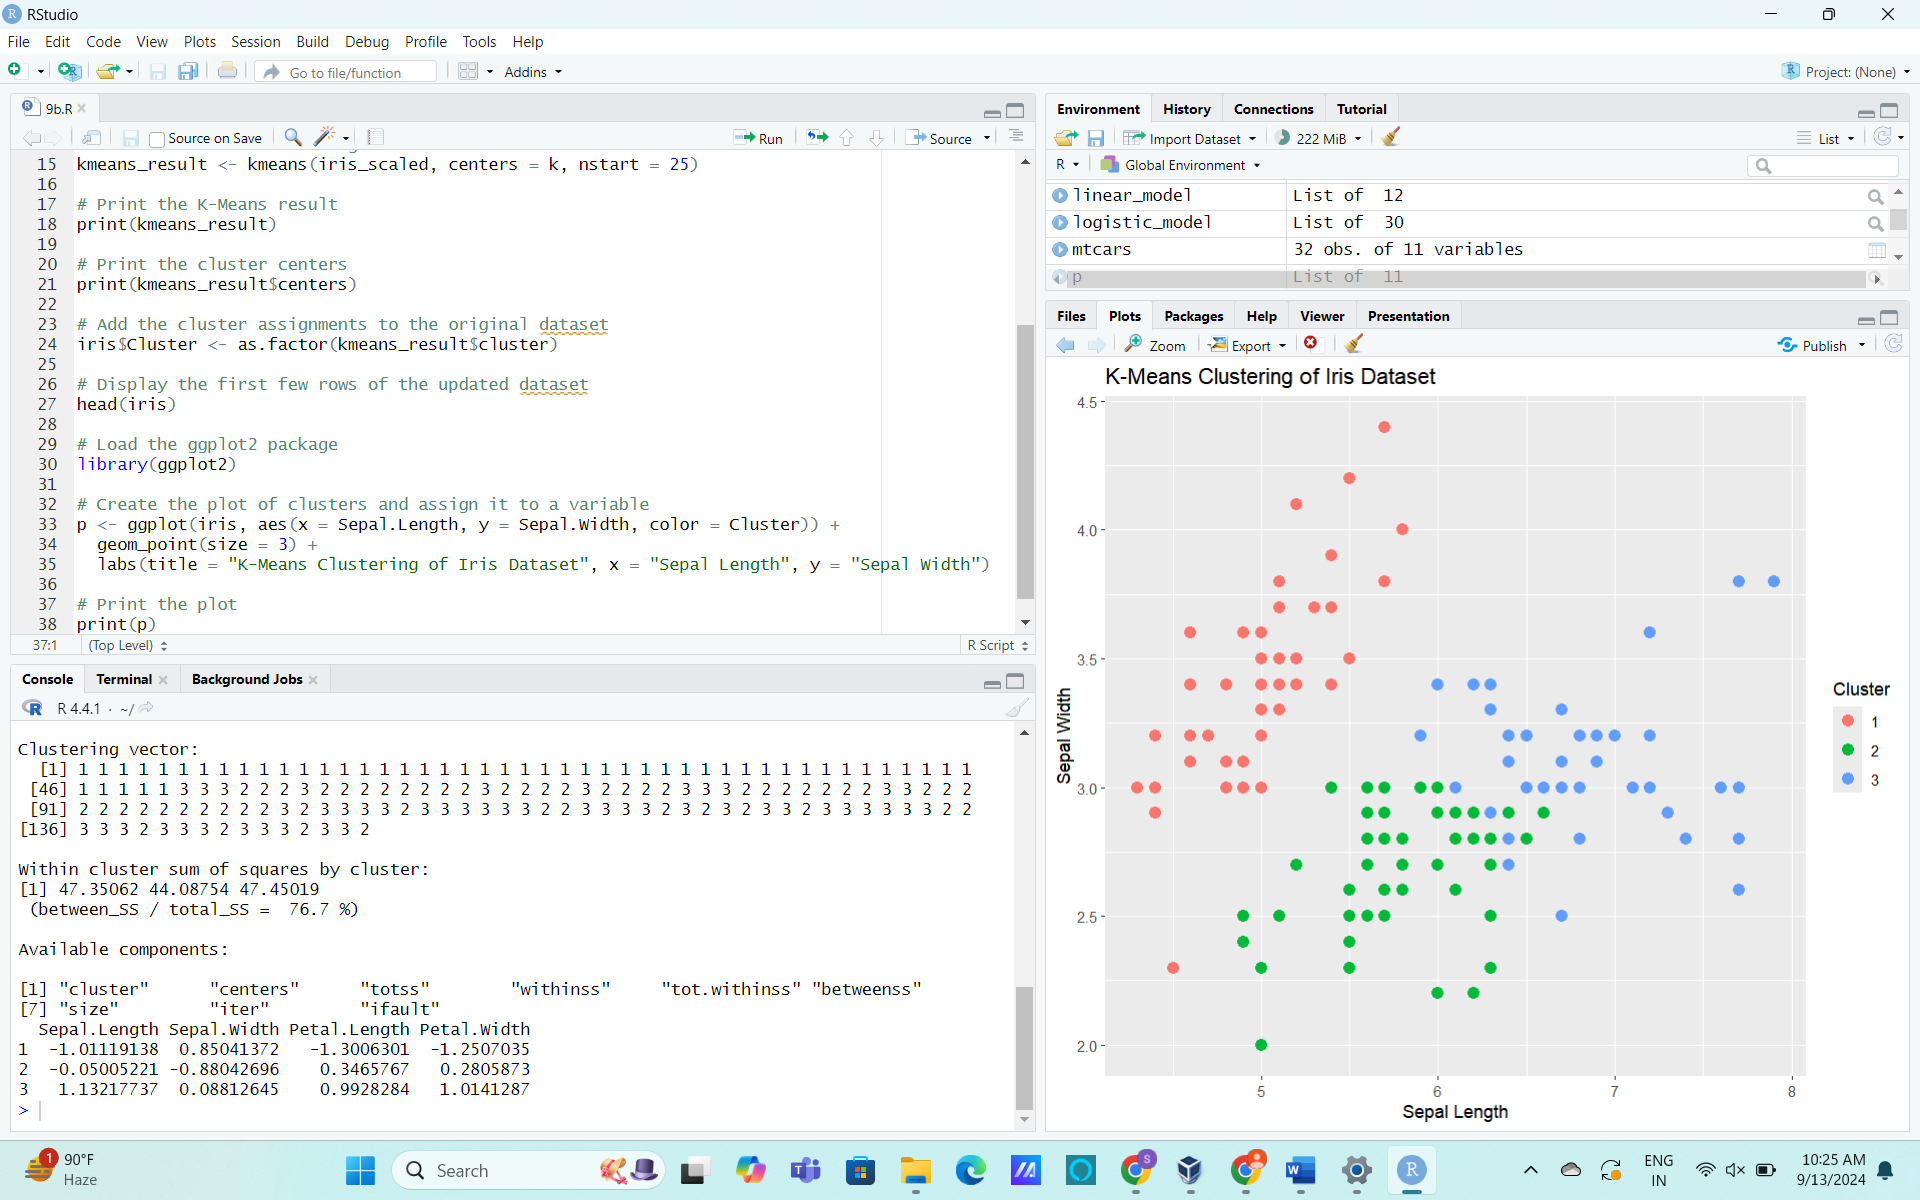 RStudio
File Edit Code View Plots Session Build Debug Profile Tools Help
Go to file/function Addins Project: (None)
9b.R
Source on Save Run Source
15 kmeans_result <- kmeans(iris_scaled, centers = k, nstart = 25)
16
17 # Print the K-Means result
18 print(kmeans_result)
19
20 # Print the cluster centers
21 print(kmeans_result$centers)
22
23 # Add the cluster assignments to the original dataset
24 iris$Cluster <- as.factor(kmeans_result$cluster)
25
26 # Display the first few rows of the updated dataset
27 head(iris)
28
29 # Load the ggplot2 package
30 library(ggplot2)
31
32 # Create the plot of clusters and assign it to a variable
33 p <- ggplot(iris, aes(x = Sepal.Length, y = Sepal.Width, color = Cluster)) +
34 geom_point(size = 3) +
35 labs(title = "K-Means Clustering of Iris Dataset", x = "Sepal Length", y = "Sepal Width")
36
37 # Print the plot
38 print(p)
37:1 (Top Level) R Script
Console Terminal Background Jobs
R 4.4.1 · ~/
Clustering vector:
[1] 1 1 1 1 1 1 1 1 1 1 1 1 1 1 1 1 1 1 1 1 1 1 1 1 1 1 1 1 1 1 1 1 1 1 1 1 1 1 1 1 1 1 1 1 1
[46] 1 1 1 1 1 3 3 3 2 2 2 3 2 2 2 2 2 2 2 2 3 2 2 2 2 3 2 2 2 2 3 3 3 2 2 2 2 2 2 2 3 3 2 2 2
[91] 2 2 2 2 2 2 2 2 2 2 3 2 3 3 3 3 2 3 3 3 3 3 3 2 2 3 3 3 3 2 3 2 3 2 3 3 2 3 3 3 3 3 3 2 2
[136] 3 3 3 2 3 3 3 2 3 3 3 2 3 3 2
Within cluster sum of squares by cluster:
[1] 47.35062 44.08754 47.45019
(between_SS / total_SS = 76.7 %)
Available components:
[1] "cluster" "centers" "totss" "withinss" "tot.withinss" "betweenss"
[7] "size" "iter" "ifault"
Sepal.Length Sepal.Width Petal.Length Petal.Width
1 -1.01119138 0.85041372 -1.3006301 -1.2507035
2 -0.05005221 -0.88042696 0.3465767 0.2805873
3 1.13217737 0.08812645 0.9928284 1.0141287
>
Environment History Connections Tutorial
Import Dataset 222 MiB List
R Global Environment
linear_model List of 12
logistic_model List of 30
mtcars 32 obs. of 11 variables
p List of 11
Files Plots Packages Help Viewer Presentation
Zoom Export Publish
K-Means Clustering of Iris Dataset
4.5
4.0
3.5
3.0
2.5
2.0
Sepal Width
5 6 7 8
Sepal Length
Cluster
1
2
3
1 90°F
Haze
Search
S
R
ENG
IN
10:25 AM
9/13/2024